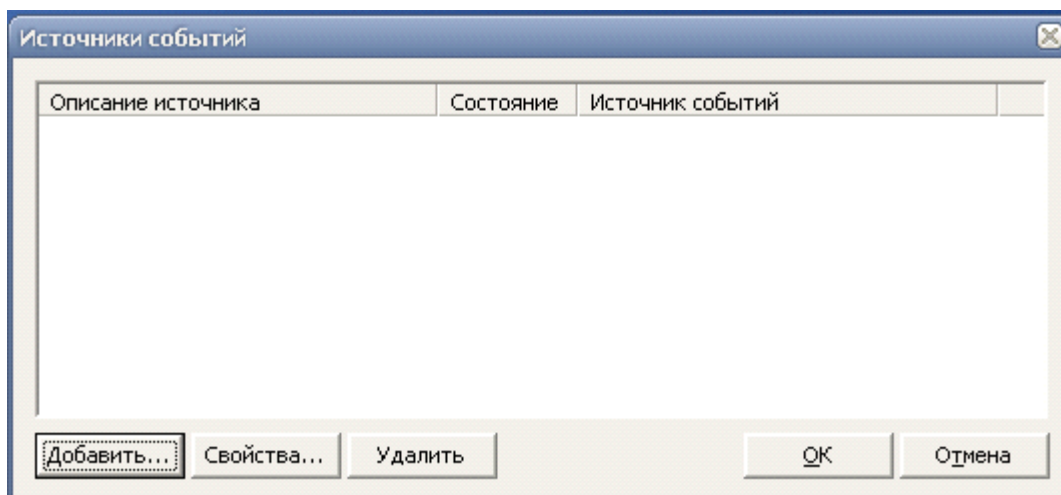 Источники событий
Описание источника Состояние Источник событий
Добавить... Свойства... Удалить OK Отмена